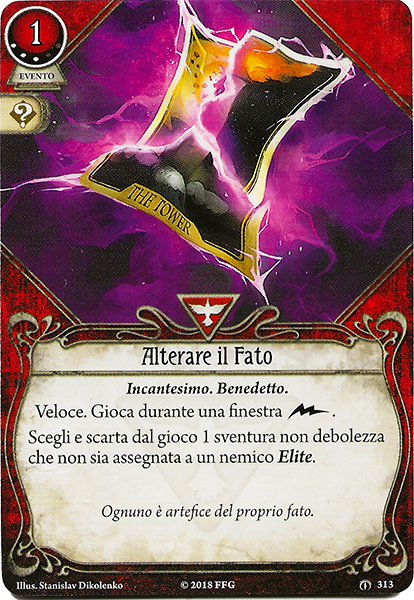 1
EVENTO
?
THE TOWER
Alterare il Fato
Incantesimo. Benedetto.
Veloce. Gioca durante una finestra .
Scegli e scarta dal gioco 1 sventura non debolezza
che non sia assegnata a un nemico Elite.
Ognuno è artefice del proprio fato.
Illus. Stanislav Dikolenko © 2018 FFG 313